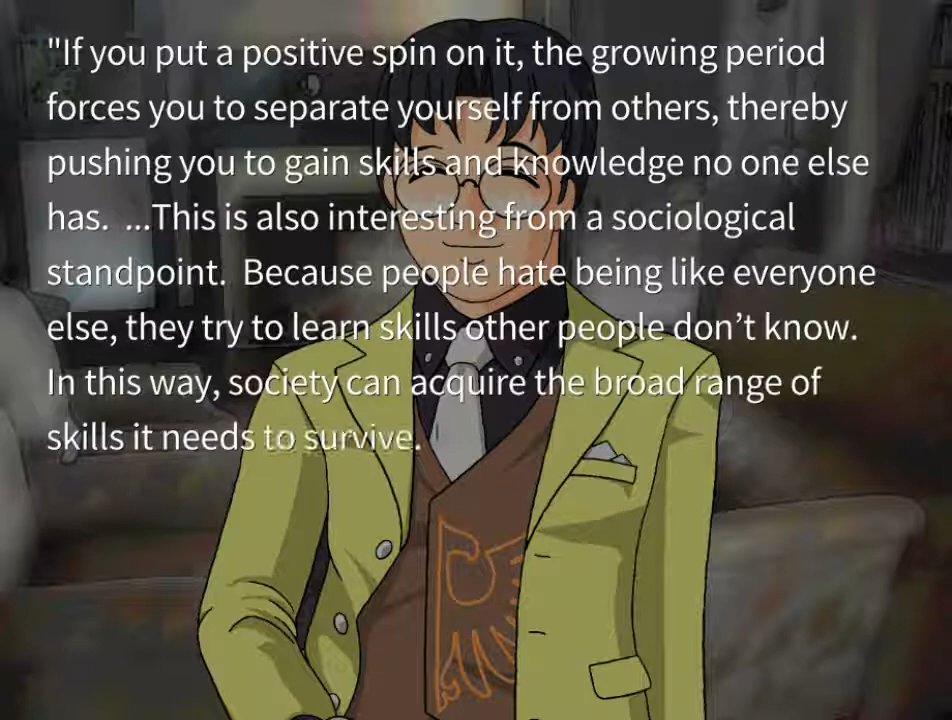 "If you put a positive spin on it, the growing period
forces you to separate yourself from others, thereby
pushing you to gain skills and knowledge no one else
has.  ...This is also interesting from a sociological
standpoint.  Because people hate being like everyone
else, they try to learn skills other people don’t know.
In this way, society can acquire the broad range of
skills it needs to survive.